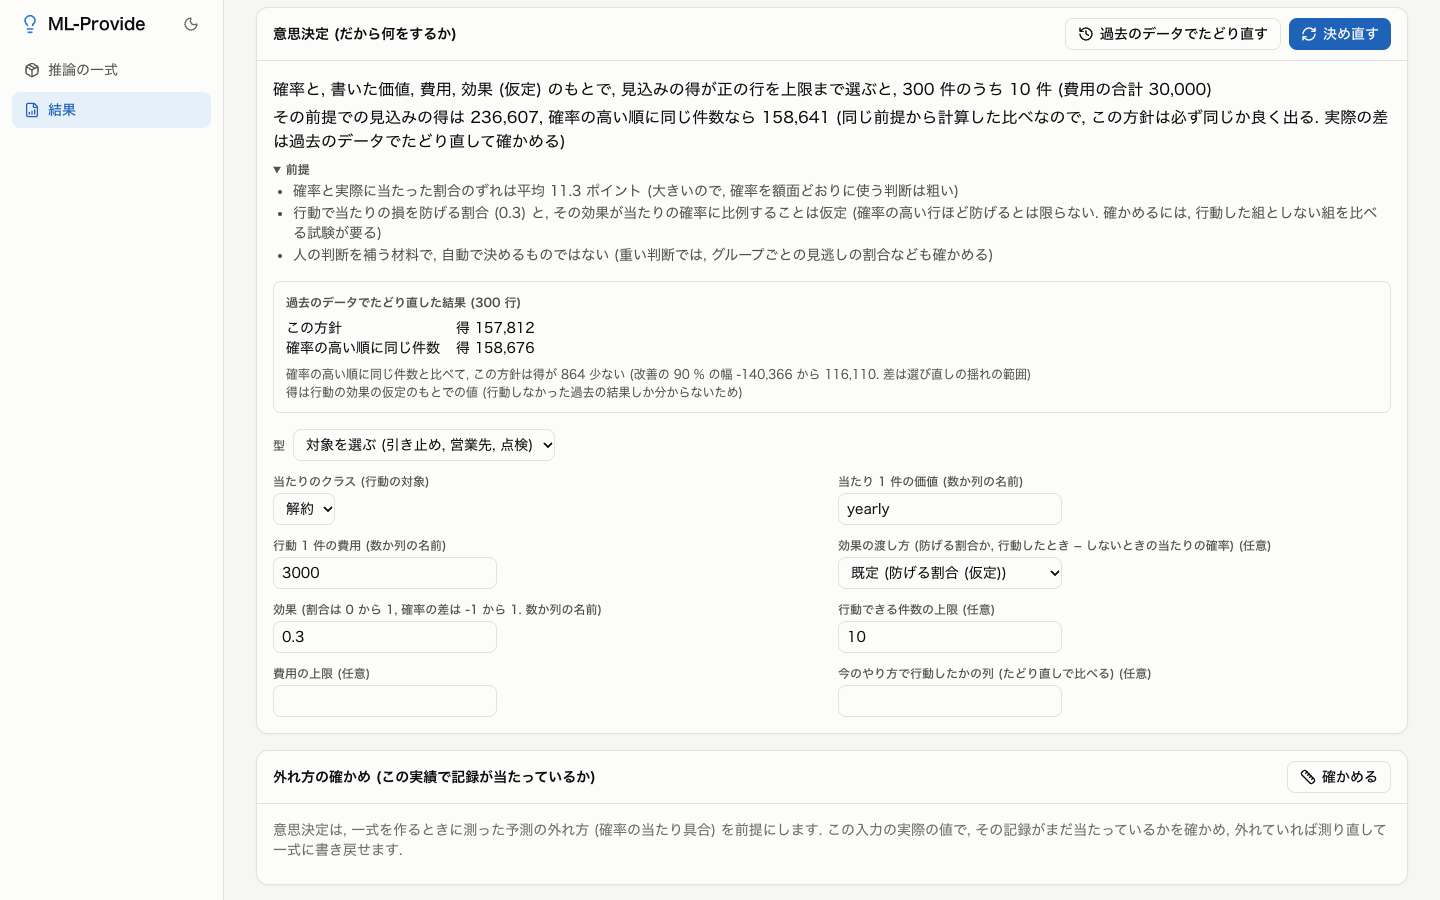 ML-Provide
推論の一式
結果
意思決定 (だから何をするか)
過去のデータでたどり直す
決め直す
確率と, 書いた価値, 費用, 効果 (仮定) のもとで, 見込みの得が正の行を上限まで選ぶと, 300 件のうち 10 件 (費用の合計 30,000)
その前提での見込みの得は 236,607, 確率の高い順に同じ件数なら 158,641 (同じ前提から計算した比べなので, この方針は必ず同じか良く出る. 実際の差
は過去のデータでたどり直して確かめる)
▼ 前提
• 確率と実際に当たった割合のずれは平均 11.3 ポイント (大きいので, 確率を額面どおりに使う判断は粗い)
• 行動で当たりの損を防げる割合 (0.3) と, その効果が当たりの確率に比例することは仮定 (確率の高い行ほど防げるとは限らない. 確かめるには, 行動した組としない組を比べ
る試験が要る)
• 人の判断を補う材料で, 自動で決めるものではない (重い判断では, グループごとの見逃しの割合なども確かめる)
過去のデータでたどり直した結果 (300 行)
この方針 得 157,812
確率の高い順に同じ件数 得 158,676
確率の高い順に同じ件数と比べて, この方針は得が 864 少ない (改善の 90 % の幅 -140,366 から 116,110. 差は選び直しの揺れの範囲)
得は行動の効果の仮定のもとでの値 (行動しなかった過去の結果しか分からないため)
型 対象を選ぶ (引き止め, 営業先, 点検)
当たりのクラス (行動の対象)
解約
当たり 1 件の価値 (数か列の名前)
yearly
行動 1 件の費用 (数か列の名前)
3000
効果の渡し方 (防げる割合か, 行動したとき − しないときの当たりの確率) (任意)
既定 (防げる割合 (仮定))
効果 (割合は 0 から 1, 確率の差は -1 から 1. 数か列の名前)
0.3
行動できる件数の上限 (任意)
10
費用の上限 (任意)
今のやり方で行動したかの列 (たどり直しで比べる) (任意)
外れ方の確かめ (この実績で記録が当たっているか)
確かめる
意思決定は, 一式を作るときに測った予測の外れ方 (確率の当たり具合) を前提にします. この入力の実際の値で, その記録がまだ当たっているかを確かめ, 外れていれば測り直して
一式に書き戻せます.